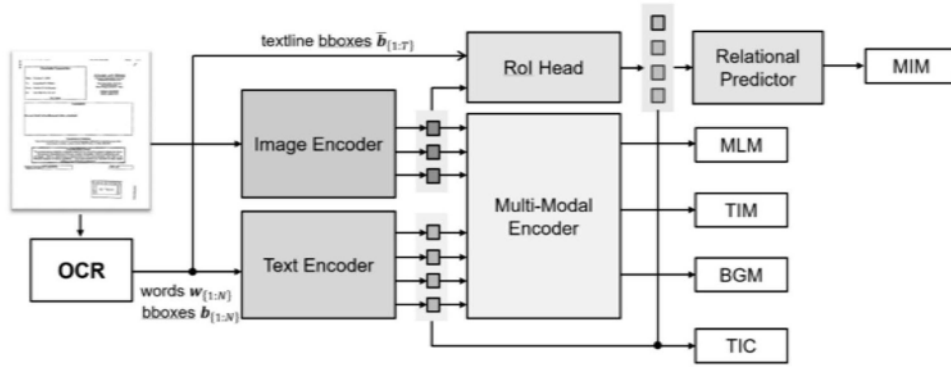 textline bboxes b̅{1:T}
RoI Head
Relational
Predictor
MIM
Image Encoder
Multi-Modal
Encoder
MLM
TIM
BGM
TIC
OCR
Text Encoder
words w{1:N}
bboxes b{1:N}